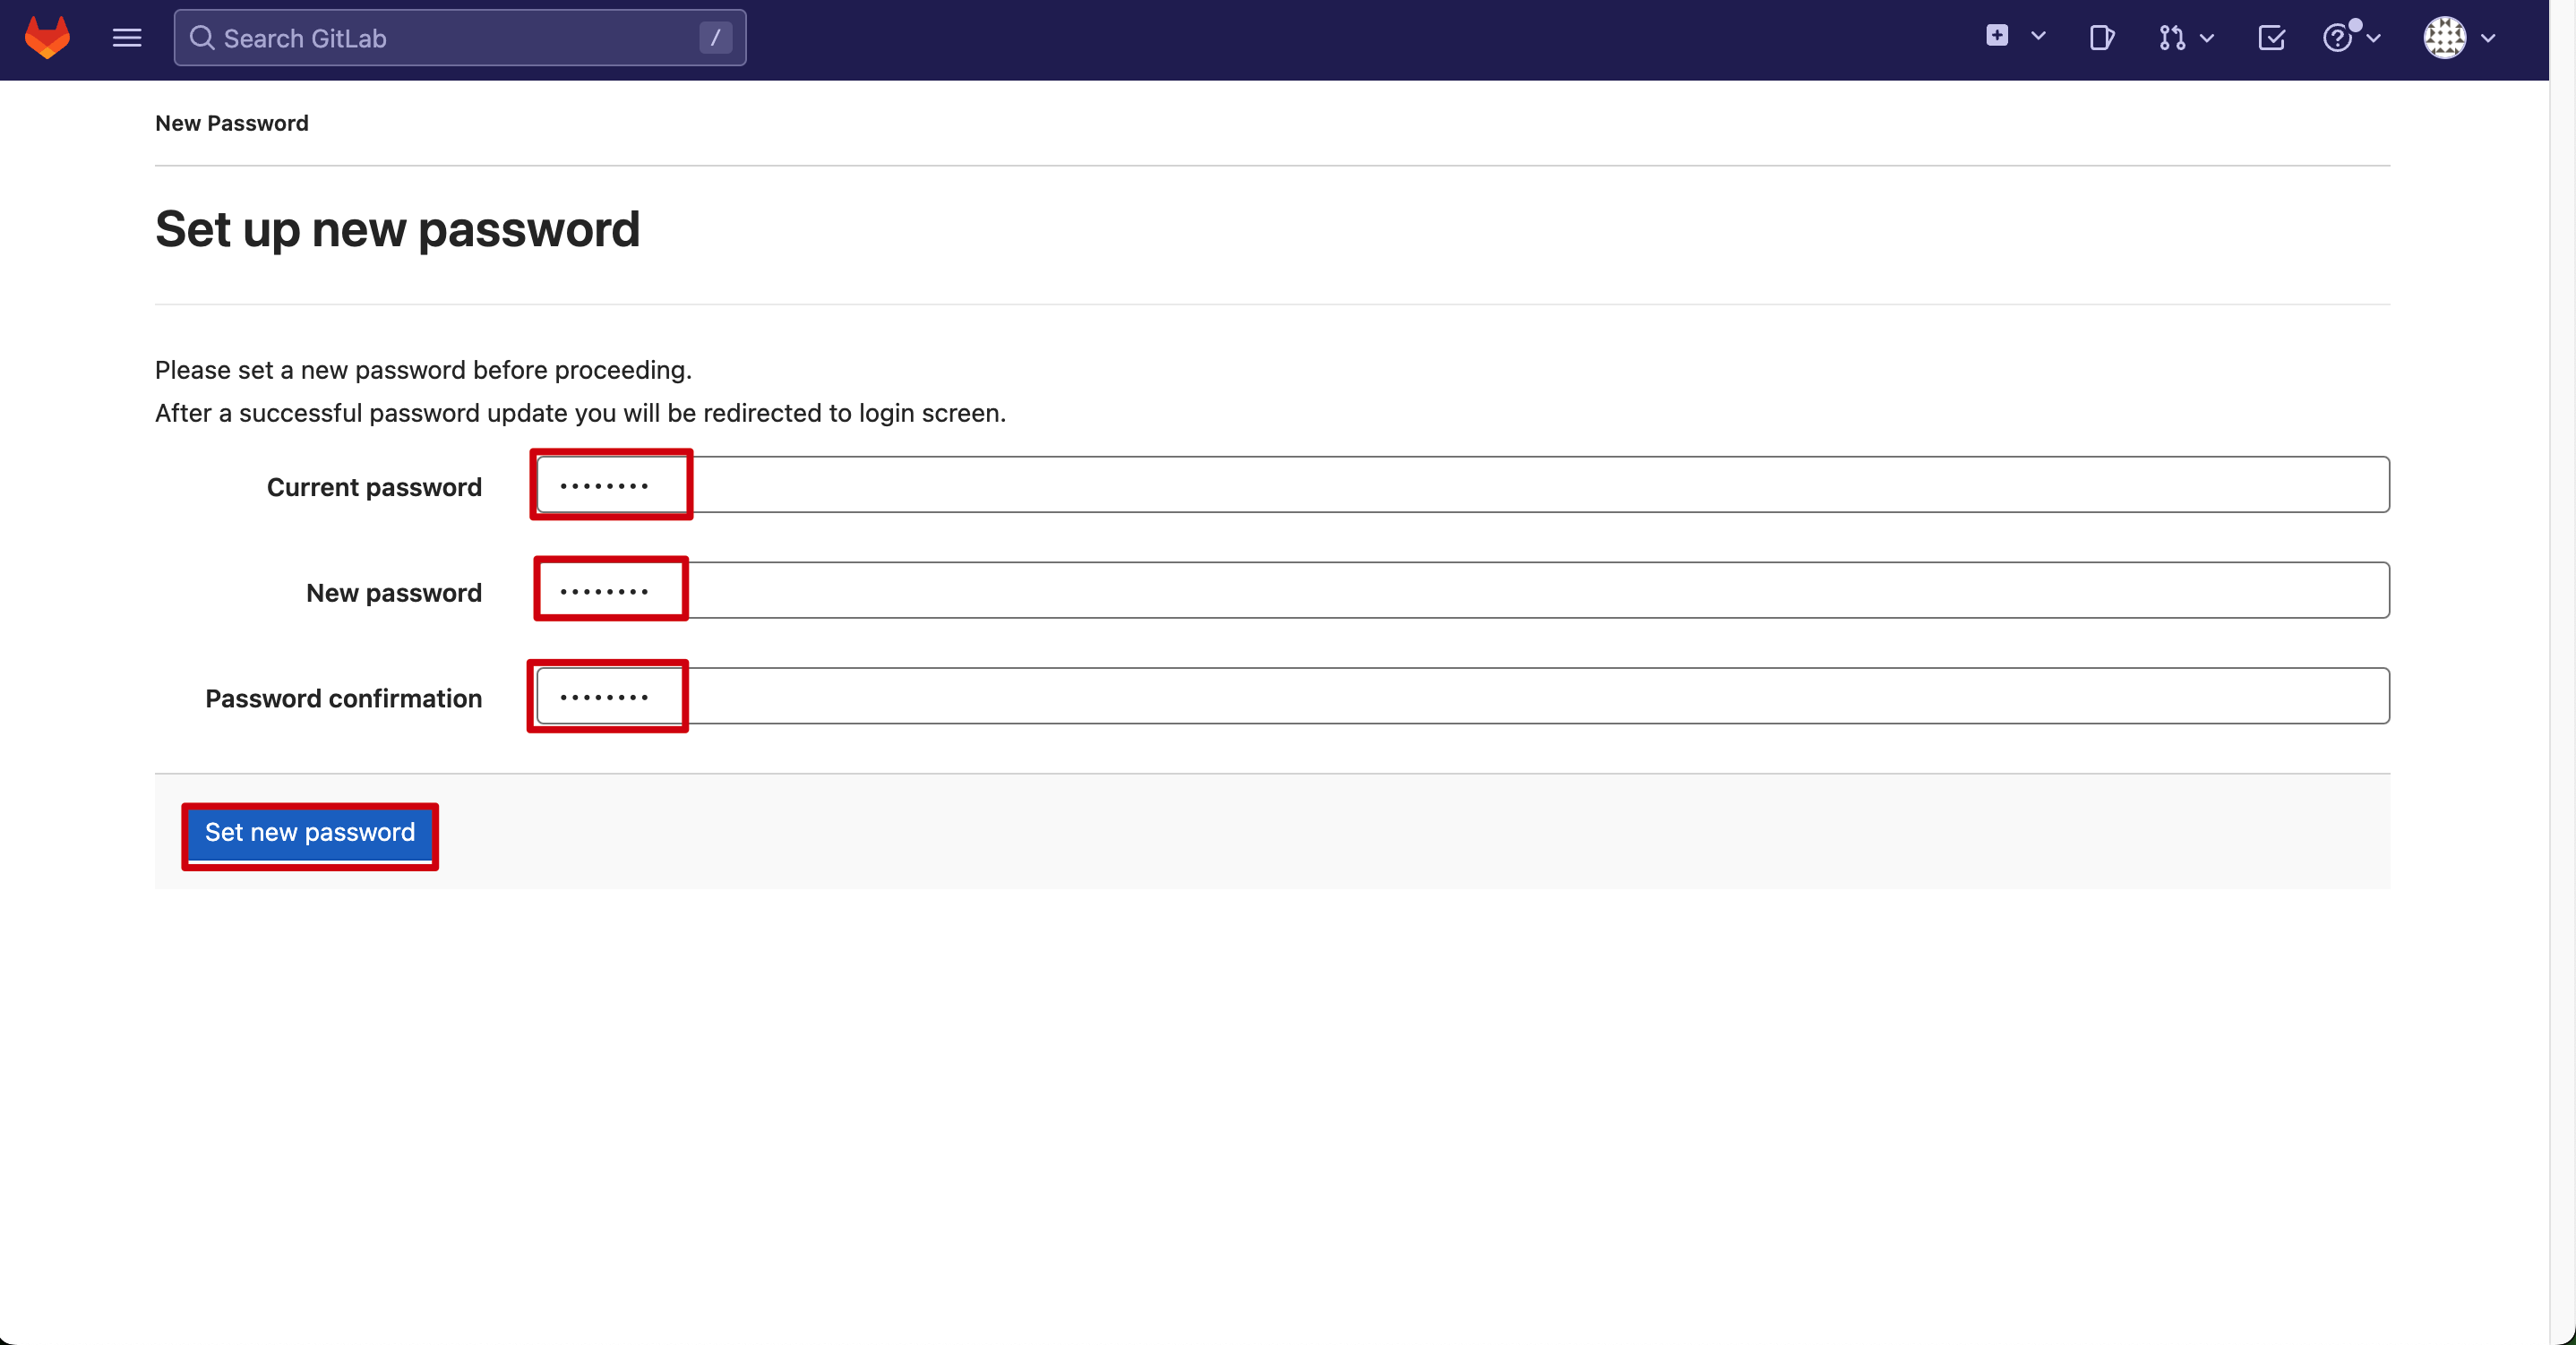 Search GitLab /
New Password
Set up new password
Please set a new password before proceeding.
After a successful password update you will be redirected to login screen.
Current password ••••••••
New password ••••••••
Password confirmation ••••••••
Set new password